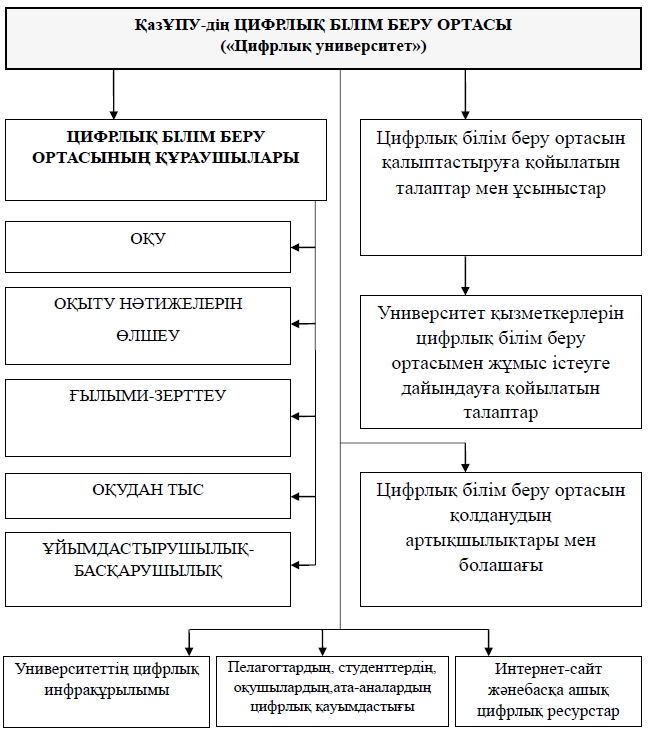 ҚазҰПУ-дің ЦИФРЛЫҚ БІЛІМ БЕРУ ОРТАСЫ
(«Цифрлық университет»)
ЦИФРЛЫҚ БІЛІМ БЕРУ
ОРТАСЫНЫҢ ҚҰРАУШЫЛАРЫ
ОҚУ
ОҚЫТУ НӘТИЖЕЛЕРІН
ӨЛШЕУ
ҒЫЛЫМИ-ЗЕРТТЕУ
ОҚУДАН ТЫС
ҰЙЫМДАСТЫРУШЫЛЫҚ-
БАСҚАРУШЫЛЫҚ
Цифрлық білім беру ортасын
қалыптастыруға қойылатын
талаптар мен ұсыныстар
Университет қызметкерлерін
цифрлық білім беру
ортасымен жұмыс істеуге
дайындауға қойылатын
талаптар
Цифрлық білім беру ортасын
қолданудың
артықшылықтары мен
болашағы
Университеттің цифрлық
инфрақұрылымы
Пелагогтардың, студенттердің,
оқушылардың,ата-аналардың
цифрлық қауымдастығы
Интернет-сайт
жәнебасқа ашық
цифрлық ресурстар